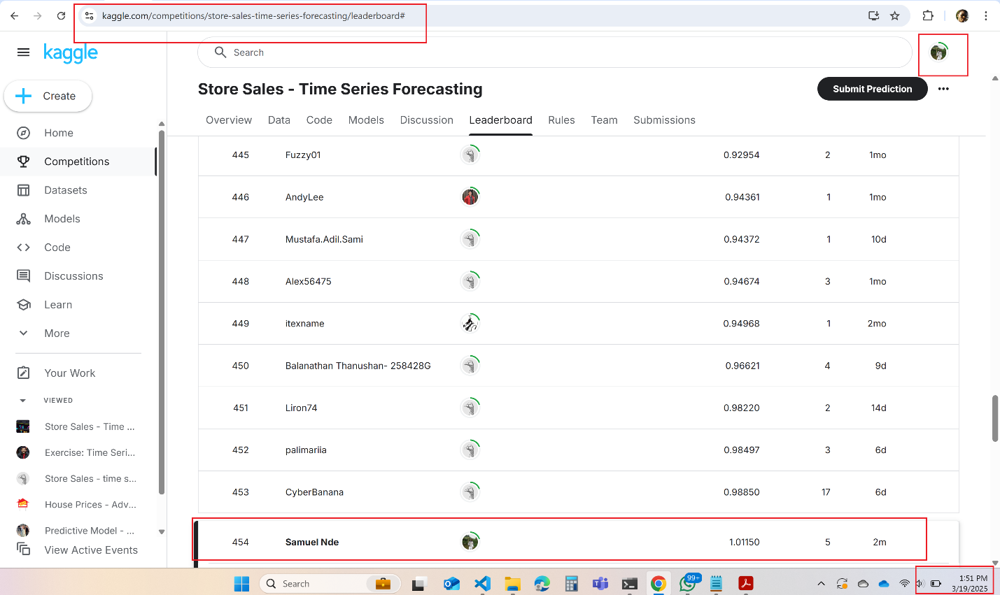 kaggle.com/competitions/store-sales-time-series-forecasting/leaderboard#
kaggle
Search
Create
Store Sales - Time Series Forecasting
Submit Prediction
Overview Data Code Models Discussion Leaderboard Rules Team Submissions
Home
Competitions
Datasets
Models
Code
Discussions
Learn
More
Your Work
VIEWED
Store Sales - Time ...
Exercise: Time Seri...
Store Sales - time s...
House Prices - Adv...
Predictive Model - ...
View Active Events
445 Fuzzy01 0.92954 2 1mo
446 AndyLee 0.94361 1 1mo
447 Mustafa.Adil.Sami 0.94372 1 10d
448 Alex56475 0.94674 3 1mo
449 itexname 0.94968 1 2mo
450 Balanathan Thanushan- 258428G 0.96621 4 9d
451 Liron74 0.98220 2 14d
452 palimariia 0.98497 3 6d
453 CyberBanana 0.98850 17 6d
454 Samuel Nde 1.01150 5 2m
Search
99+
1:51 PM
3/19/2025